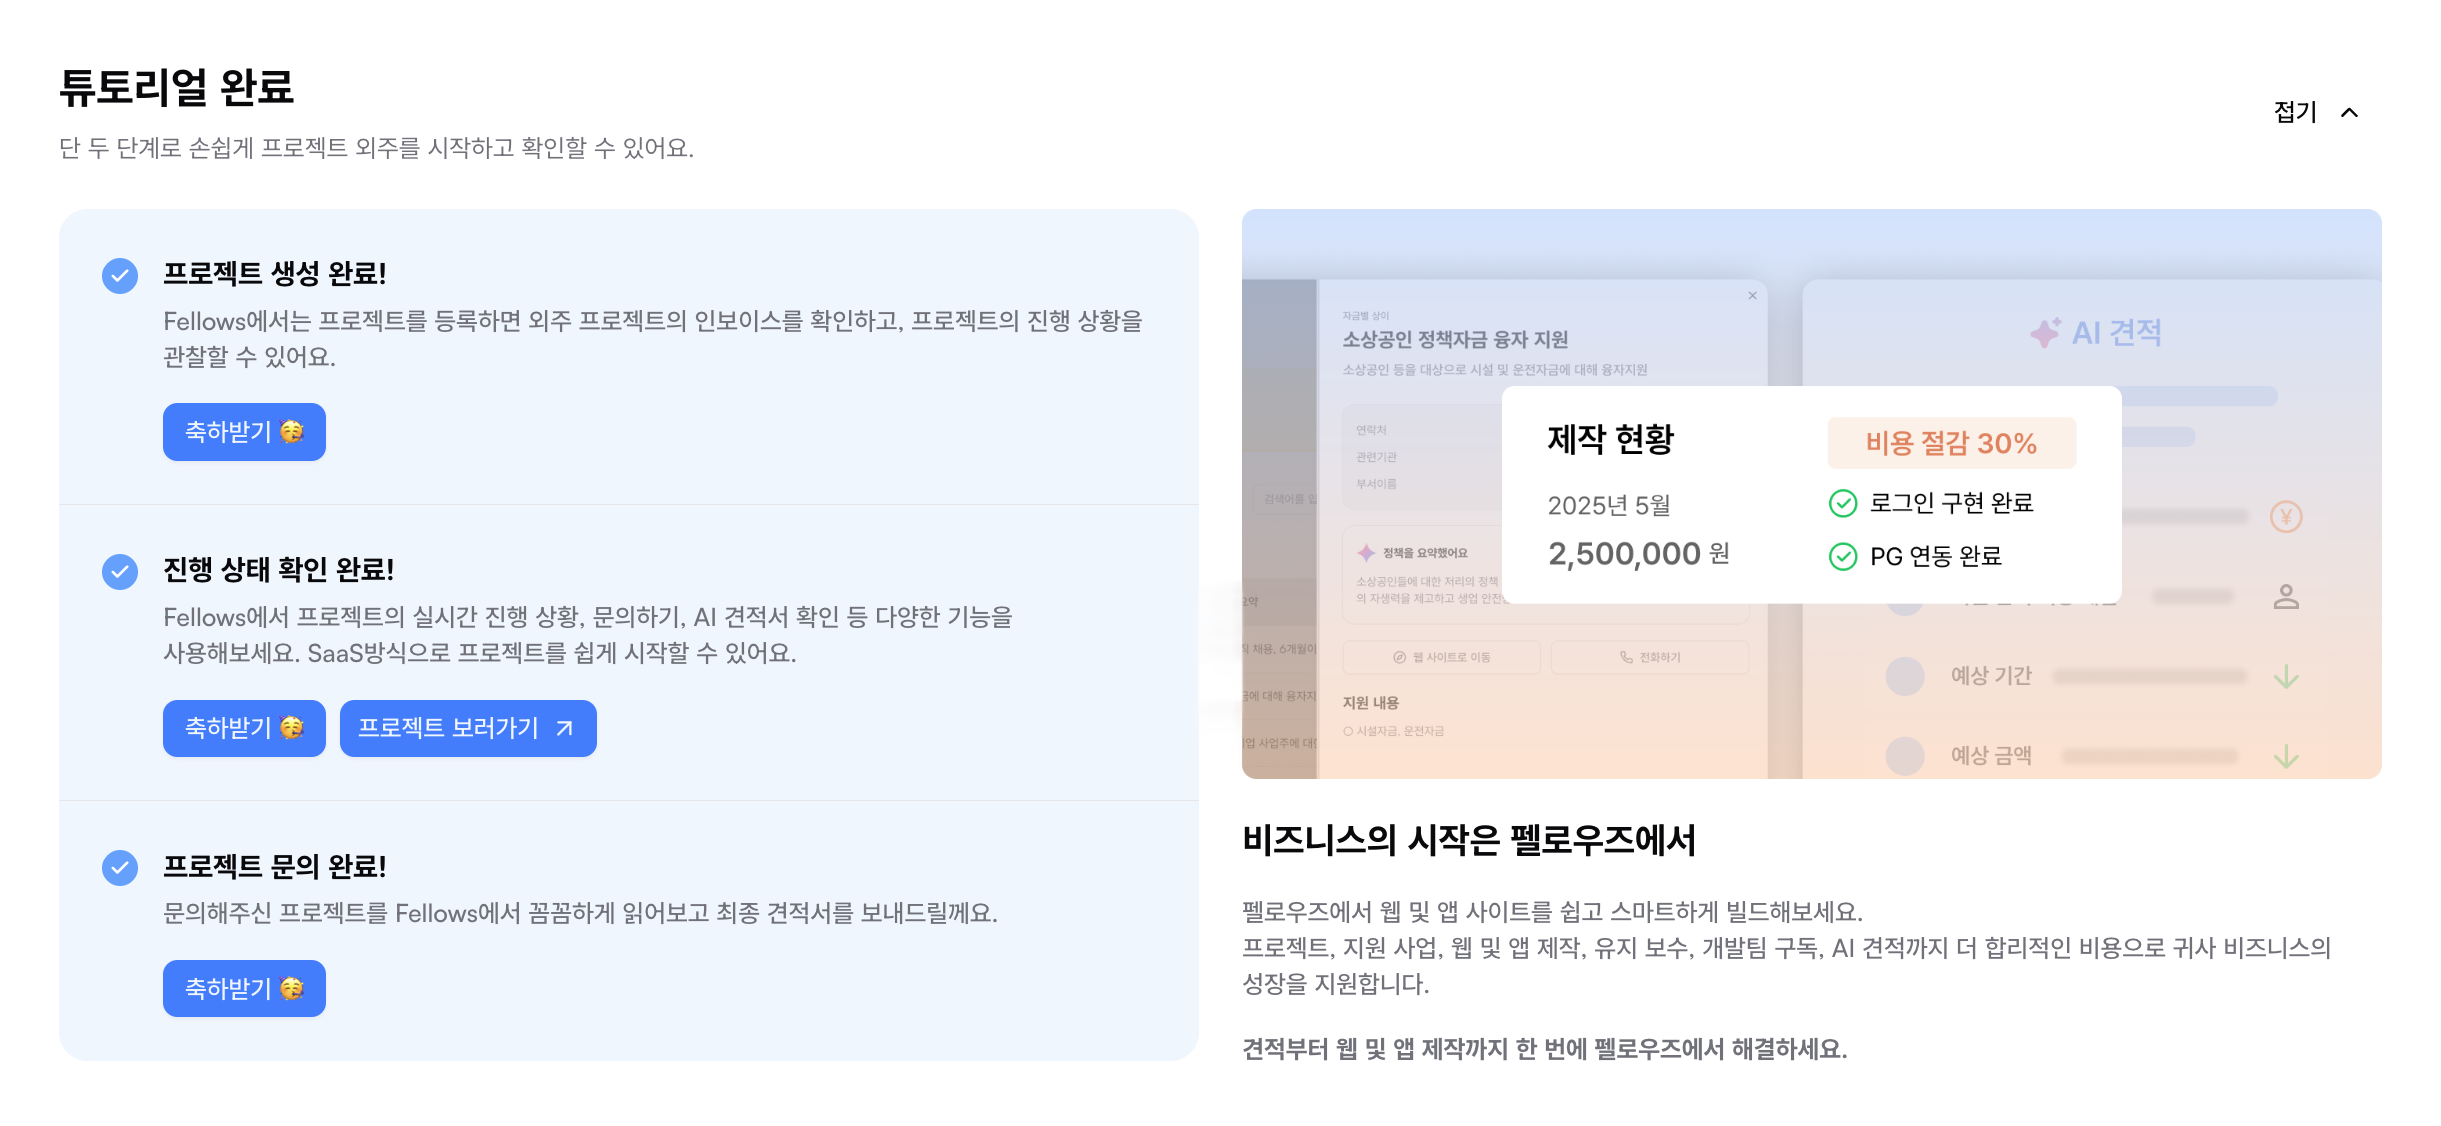 튜토리얼 완료
단 두 단계로 손쉽게 프로젝트 외주를 시작하고 확인할 수 있어요.
접기
프로젝트 생성 완료!
Fellows에서는 프로젝트를 등록하면 외주 프로젝트의 인보이스를 확인하고, 프로젝트의 진행 상황을
관찰할 수 있어요.
축하받기 🥳
진행 상태 확인 완료!
Fellows에서 프로젝트의 실시간 진행 상황, 문의하기, AI 견적서 확인 등 다양한 기능을
사용해보세요. SaaS방식으로 프로젝트를 쉽게 시작할 수 있어요.
축하받기 🥳
프로젝트 보러가기
프로젝트 문의 완료!
문의해주신 프로젝트를 Fellows에서 꼼꼼하게 읽어보고 최종 견적서를 보내드릴께요.
축하받기 🥳
자금별 상이
소상공인 정책자금 융자 지원
소상공인 등을 대상으로 시설 및 운전자금에 대해 융자지원
연락처
관련기관
부서이름
검색어를
정책을 요약했어요
소상공인들에 대한 저리의 정책
의 자생력을 제고하고 생업
요약
채용, 6개월이
금에 대해 융자지
업 사업주에
웹 사이트로 이동
전화하기
지원 내용
시설자금, 운전자금
AI 견적
예상 기간
예상 금액
제작 현황
2025년 5월
2,500,000 원
비용 절감 30%
로그인 구현 완료
PG 연동 완료
비즈니스의 시작은 펠로우즈에서
펠로우즈에서 웹 및 앱 사이트를 쉽고 스마트하게 빌드해보세요.
프로젝트, 지원 사업, 웹 및 앱 제작, 유지 보수, 개발팀 구독, AI 견적까지 더 합리적인 비용으로 귀사 비즈니스의
성장을 지원합니다.
견적부터 웹 및 앱 제작까지 한 번에 펠로우즈에서 해결하세요.